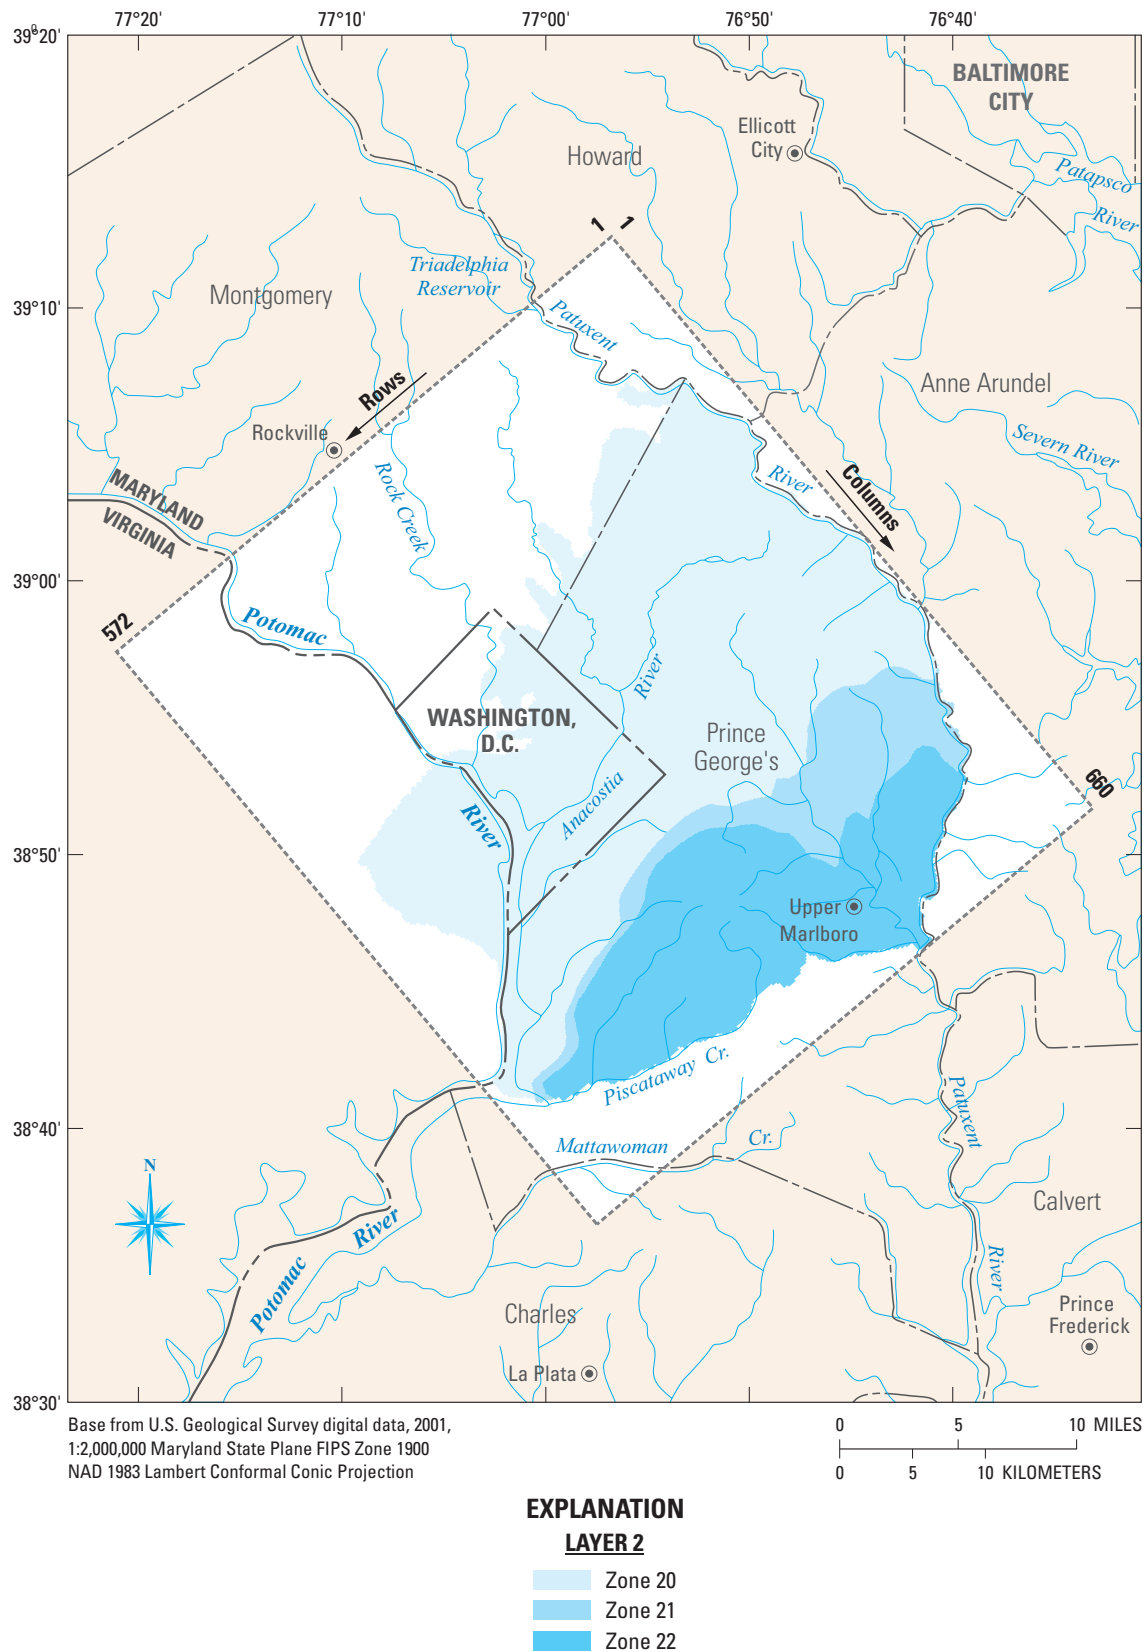 77°20' 77°10' 77°00' 76°50' 76°40'
39°20'
BALTIMORE
CITY
Ellicott
City
Howard
Patapsco
River
1 1
Triadelphia
Reservoir
Montgomery
39°10'
Patuxent
Rows
Anne Arundel
Rockville
Severn River
River
Columns
Rock Creek
MARYLAND
VIRGINIA
39°00'
572
Potomac
River
WASHINGTON,
D.C.
Prince
George's
660
Anacostia
River
38°50'
Upper
Marlboro
Piscataway Cr.
Patuxent
38°40'
Mattawoman Cr.
N
Calvert
River
Potomac
River
Charles
Prince
Frederick
La Plata
38°30'
Base from U.S. Geological Survey digital data, 2001,
1:2,000,000 Maryland State Plane FIPS Zone 1900
NAD 1983 Lambert Conformal Conic Projection
0 5 10 MILES
0 5 10 KILOMETERS
EXPLANATION
LAYER 2
Zone 20
Zone 21
Zone 22